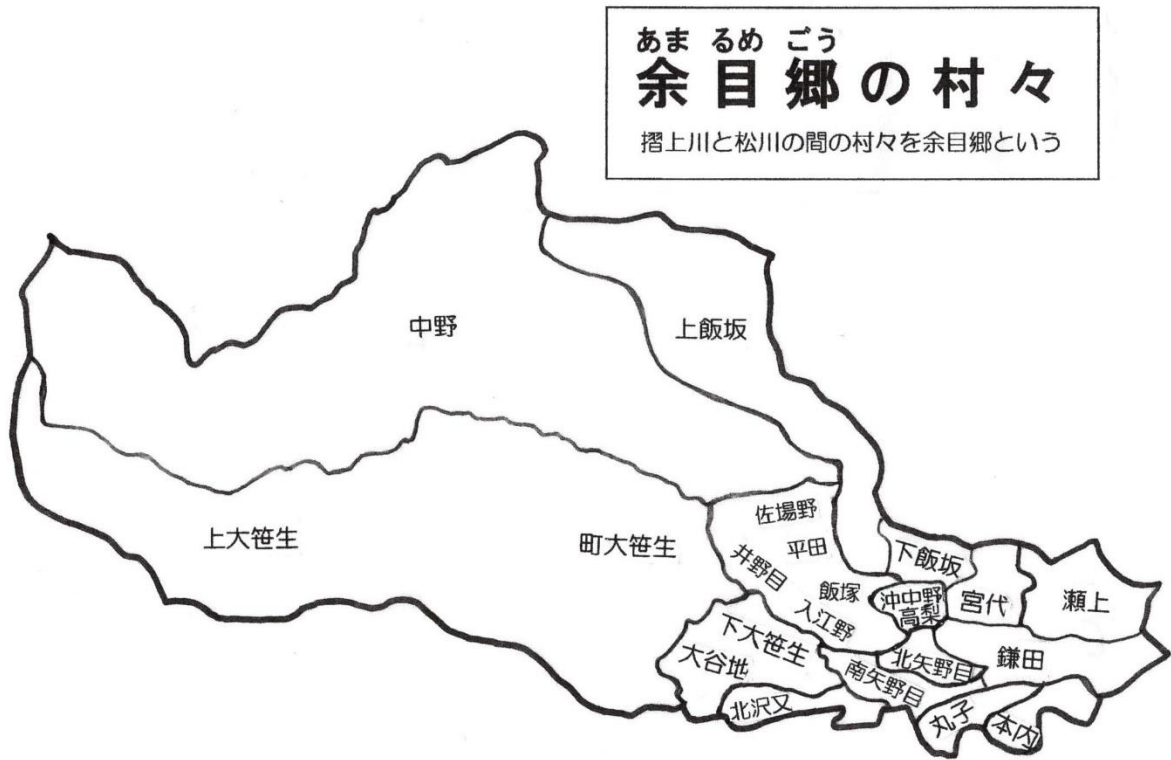 あまるめごう
余目郷の村々
摺上川と松川の間の村々を余目郷という
中野
上飯坂
上大笹生
町大笹生
佐場野
平田
井野目
飯塚
入江野
下飯坂
沖中野
高梨
宮代
瀬上
下大笹生
大谷地
北沢又
南矢野目
北矢野目
鎌田
丸子
本内